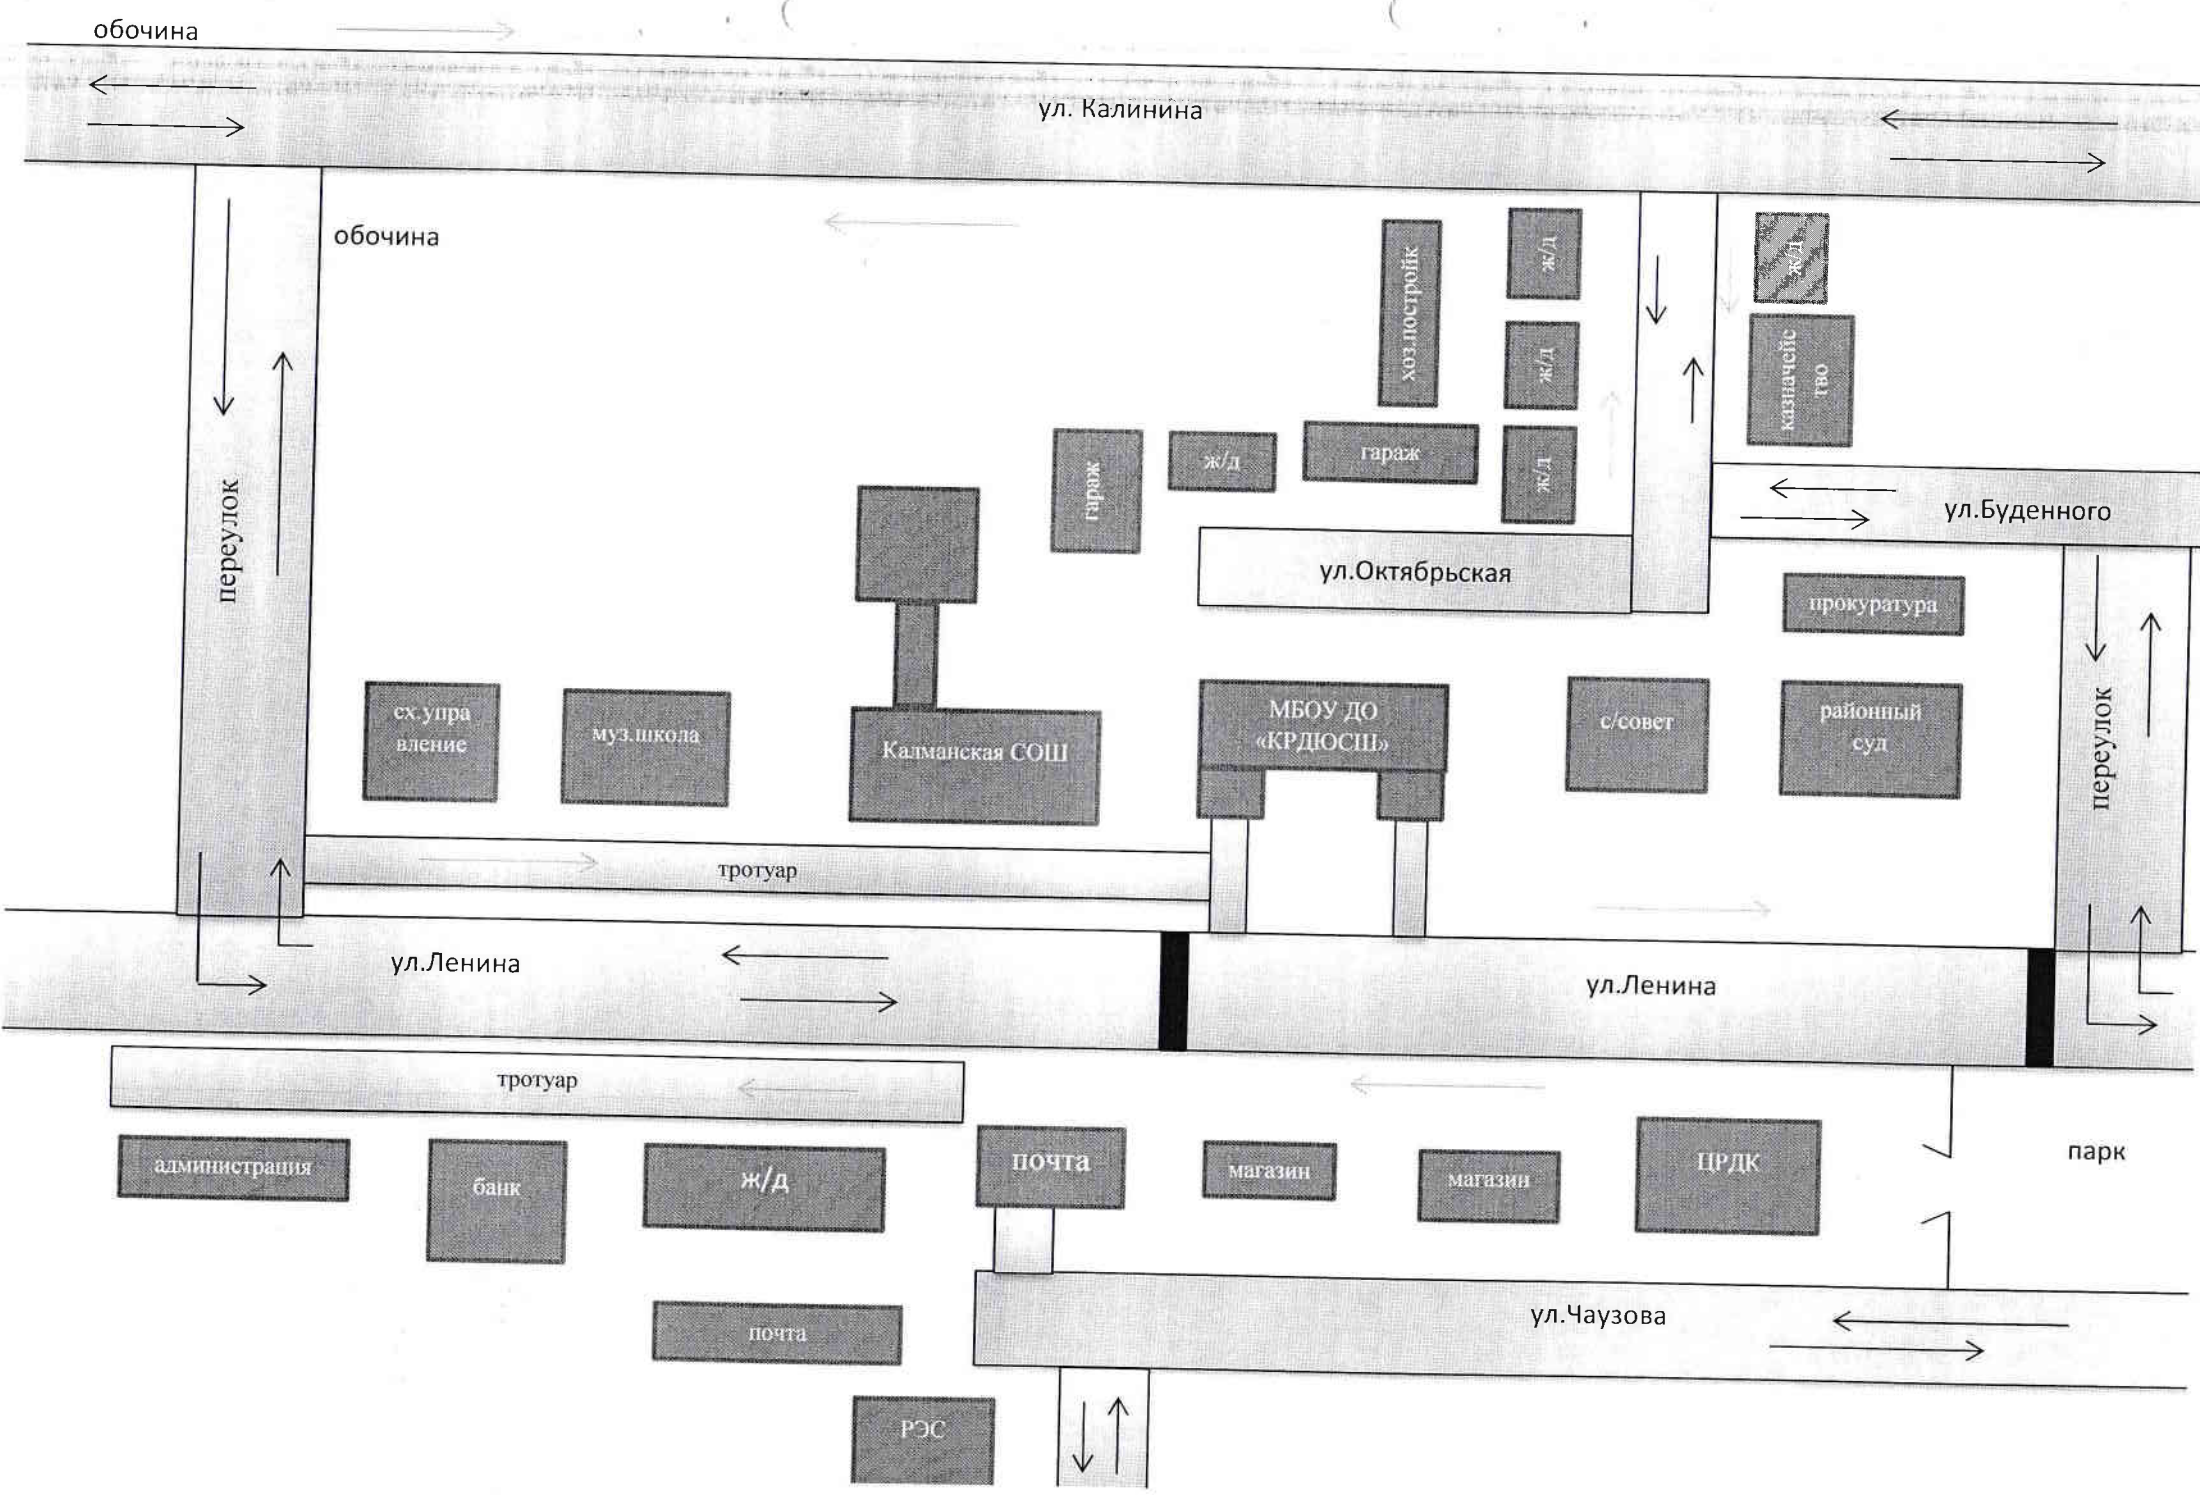 обочина
ул. Калинина
обочина
хоз.постройк
ж/д
ж/д
ж/д
ж/д
казначейс
тво
гараж
ж/д
гараж
ул.Буденного
ул.Октябрьская
переулок
прокуратура
сх.упра
вление
муз.школа
Калманская СОШ
МБОУ ДО
«КРДЮСШ»
с/совет
районный
суд
переулок
тротуар
ул.Ленина
ул.Ленина
тротуар
администрация
банк
ж/д
почта
магазин
магазин
ЦРДК
парк
почта
ул.Чаузова
РЭС